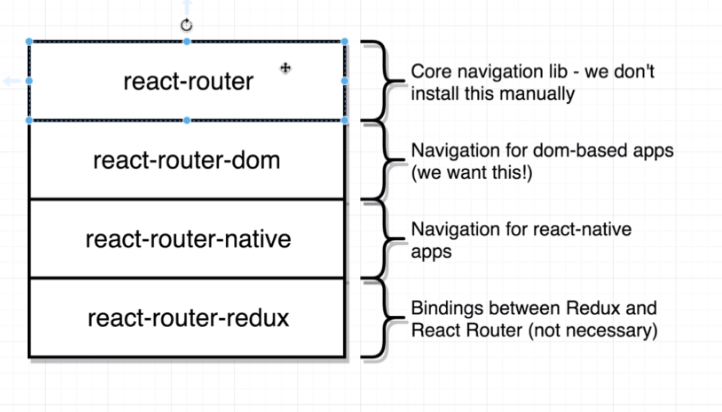 react-router
Core navigation lib - we don't
install this manually
react-router-dom
Navigation for dom-based apps
(we want this!)
react-router-native
Navigation for react-native
apps
react-router-redux
Bindings between Redux and
React Router (not necessary)